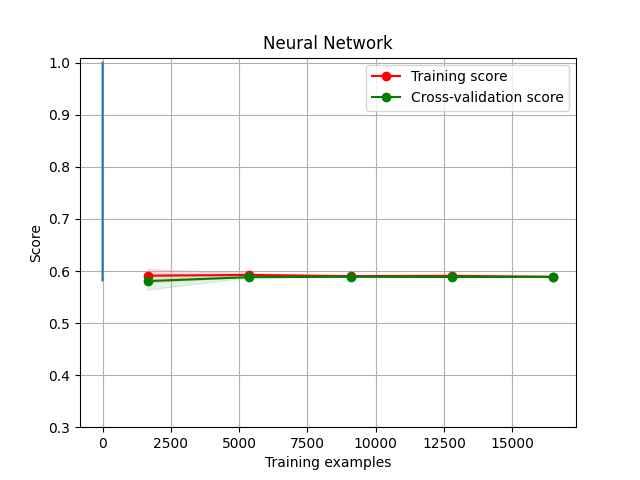 Neural Network
1.0
0.9
0.8
0.7
0.6
0.5
0.4
0.3
Score
Training score
Cross-validation score
0 2500 5000 7500 10000 12500 15000
Training examples